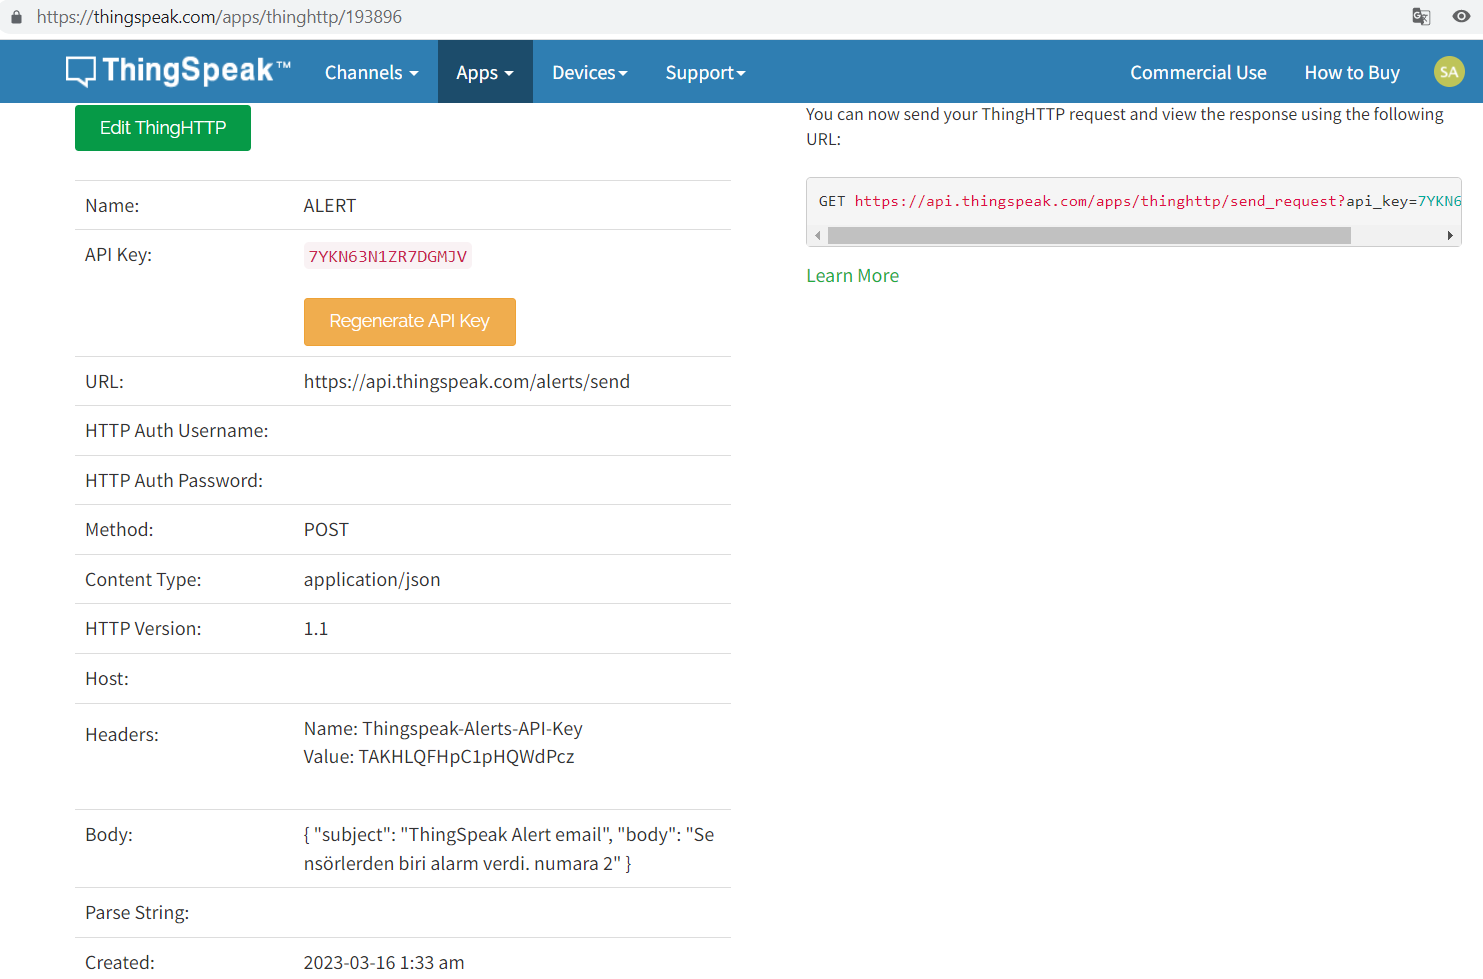 https://thingspeak.com/apps/thinghttp/193896
ThingSpeak™ Channels Apps Devices Support Commercial Use How to Buy SA
Edit ThingHTTP
Name: ALERT
API Key: 7YKN63N1ZR7DGMJV
Regenerate API Key
URL: https://api.thingspeak.com/alerts/send
HTTP Auth Username:
HTTP Auth Password:
Method: POST
Content Type: application/json
HTTP Version: 1.1
Host:
Headers: Name: Thingspeak-Alerts-API-Key
Value: TAKHLQFHpC1pHQWdPcz
Body: { "subject": "ThingSpeak Alert email", "body": "Se
nsörlerden biri alarm verdi. numara 2" }
Parse String:
Created: 2023-03-16 1:33 am
You can now send your ThingHTTP request and view the response using the following
URL:
GET https://api.thingspeak.com/apps/thinghttp/send_request?api_key=7YKN6
Learn More